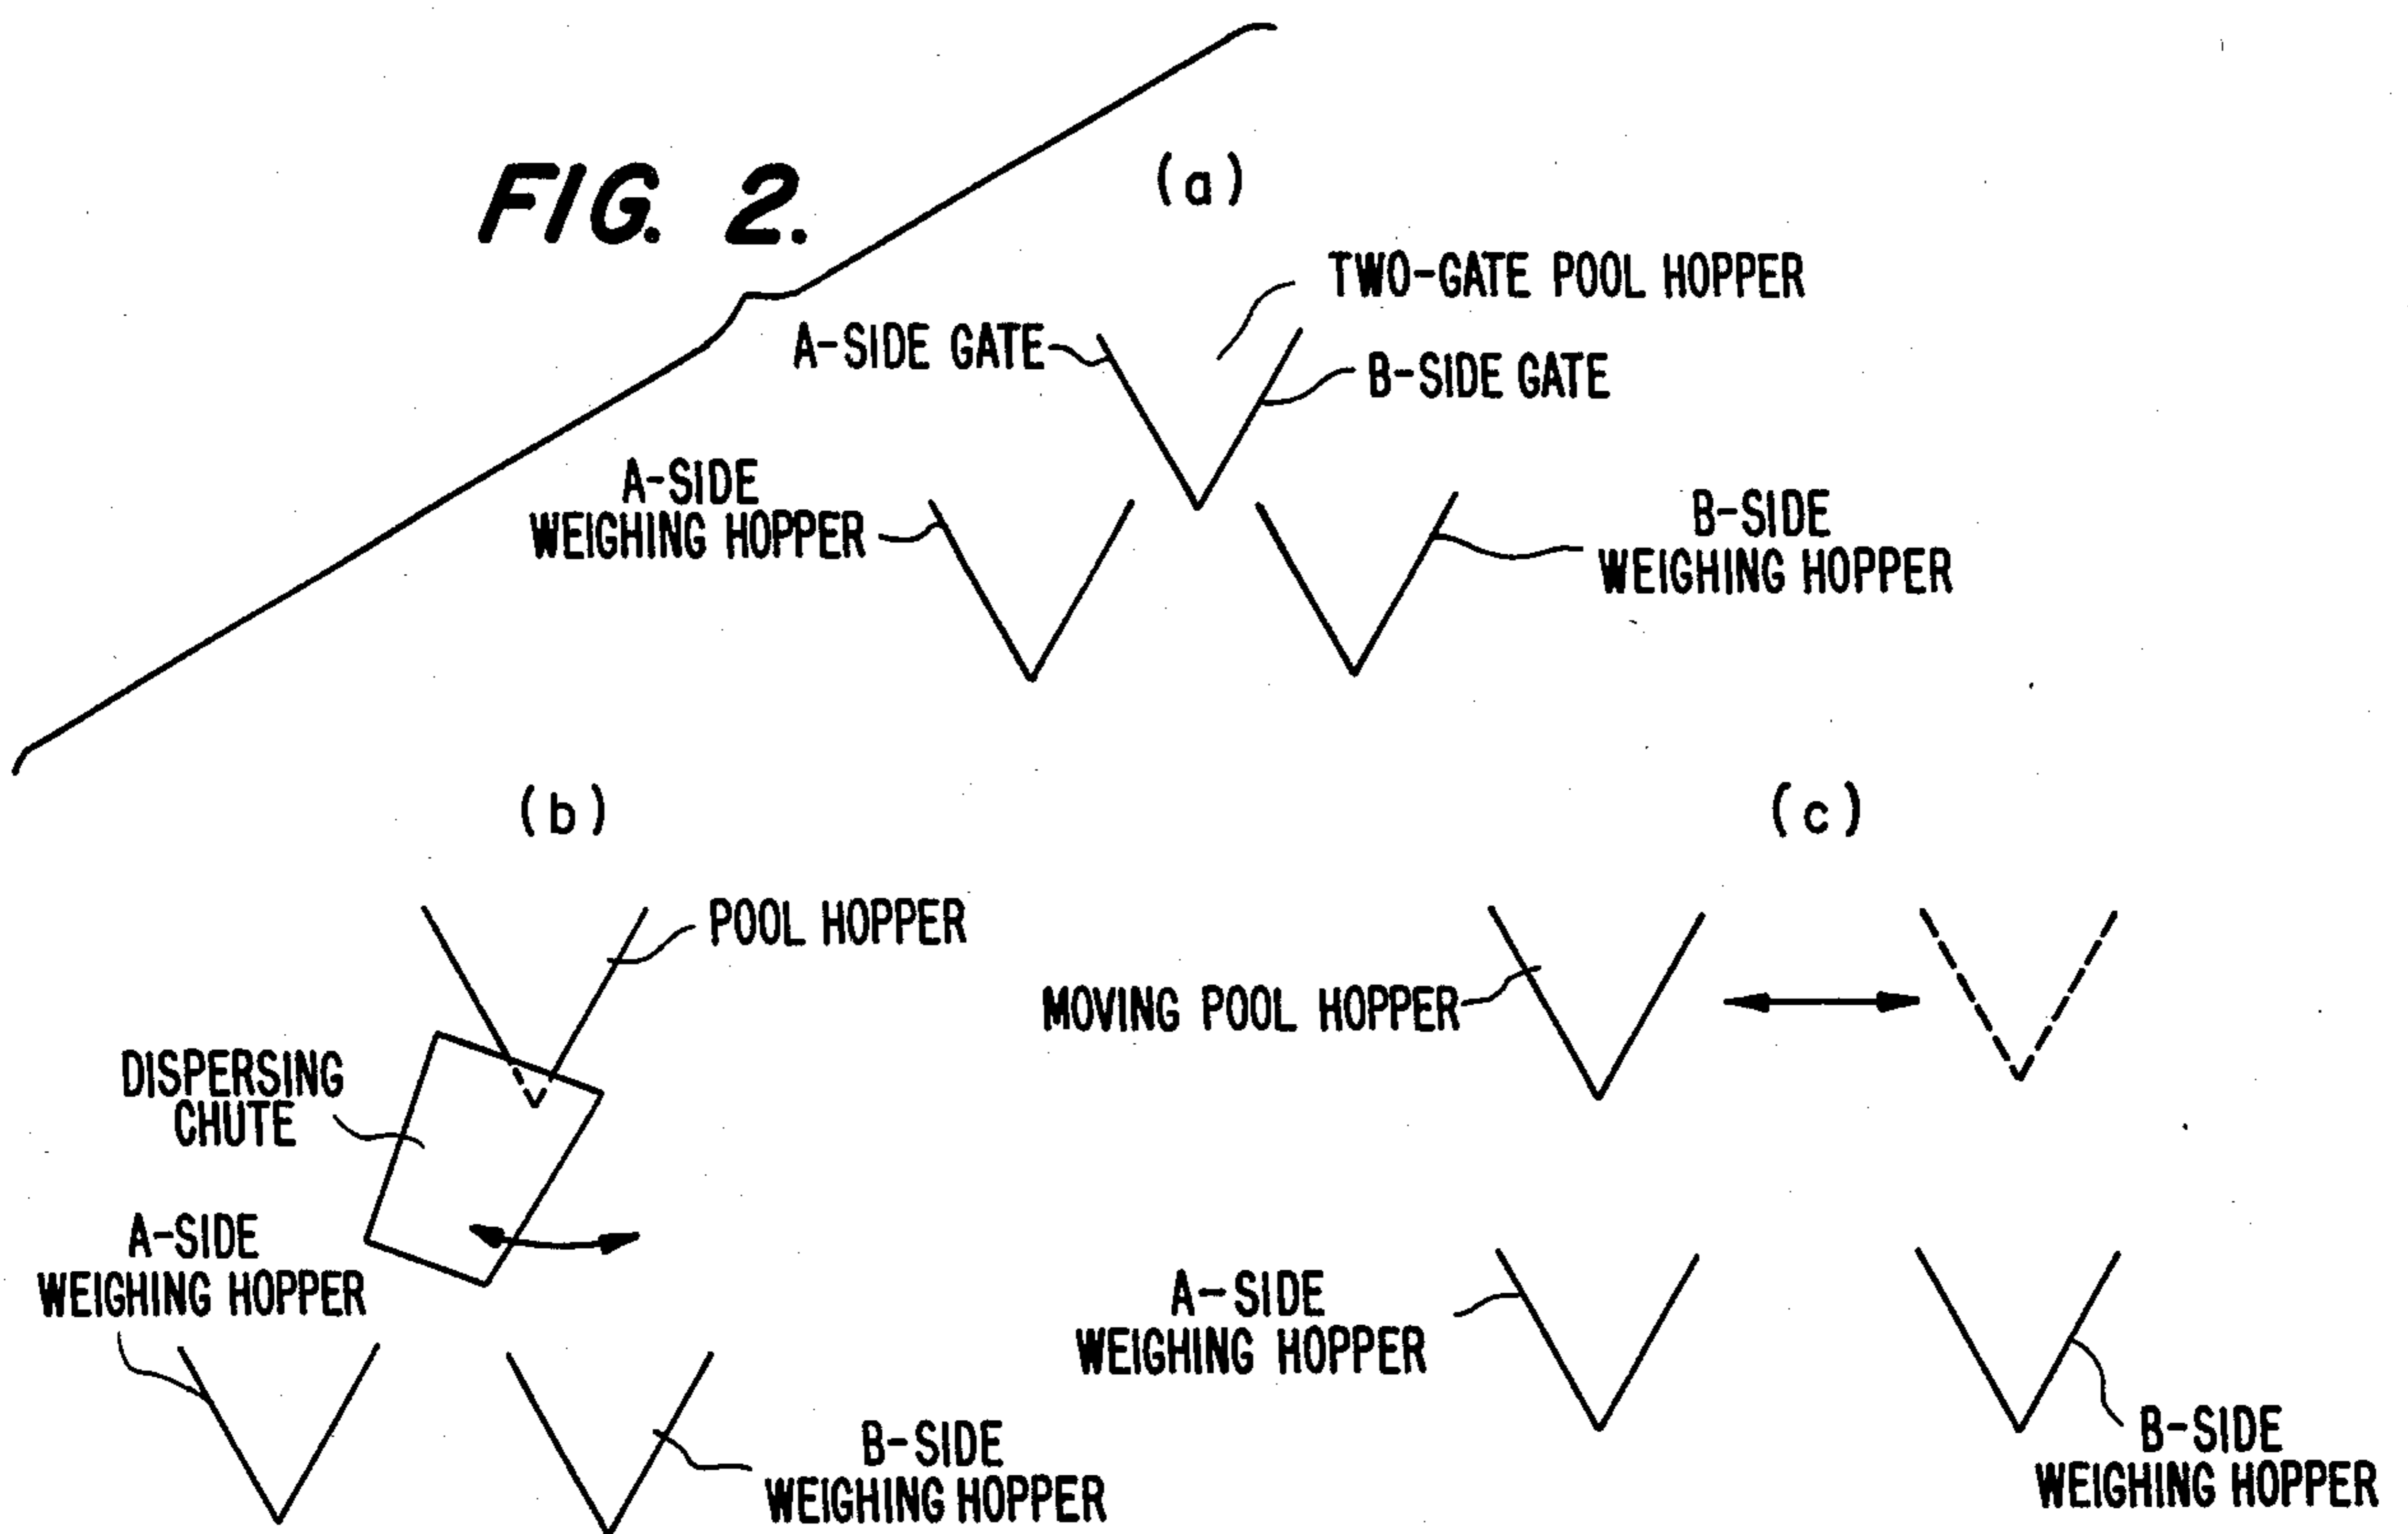 FIG. 2.
(a)
TWO-GATE POOL HOPPER
A-SIDE GATE
B-SIDE GATE
A-SIDE
WEIGHING HOPPER
B-SIDE
WEIGHING HOPPER
(b)
POOL HOPPER
DISPERSING
CHUTE
A-SIDE
WEIGHING HOPPER
B-SIDE
WEIGHING HOPPER
(c)
MOVING POOL HOPPER
A-SIDE
WEIGHING HOPPER
B-SIDE
WEIGHING HOPPER